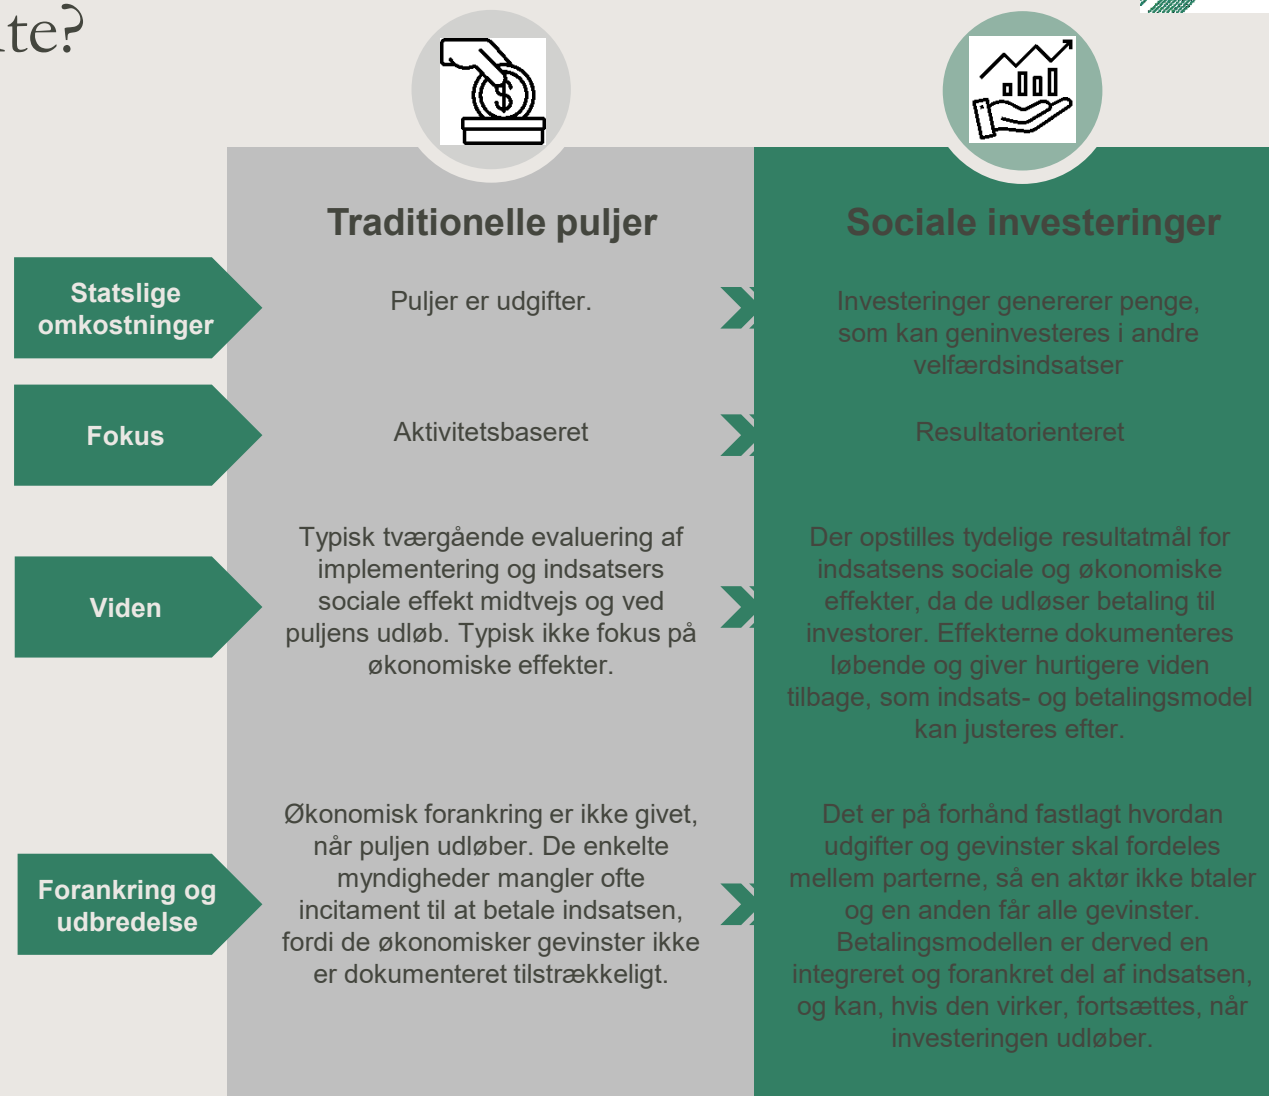 Traditionelle puljer
Sociale investeringer
Statslige
omkostninger
Puljer er udgifter.
Investeringer genererer penge,
som kan geninvesteres i andre
velfærdsindsatser
Fokus
Aktivitetsbaseret
Resultatorienteret
Viden
Typisk tværgående evaluering af
implementering og indsatsers
sociale effekt midtvejs og ved
puljens udløb. Typisk ikke fokus på
økonomiske effekter.
Der opstilles tydelige resultatmål for
indsatsens sociale og økonomiske
effekter, da de udløser betaling til
investorer. Effekterne dokumenteres
løbende og giver hurtigere viden
tilbage, som indsats- og betalingsmodel
kan justeres efter.
Forankring og
udbredelse
Økonomisk forankring er ikke givet,
når puljen udløber. De enkelte
myndigheder mangler ofte
incitament til at betale indsatsen,
fordi de økonomisker gevinster ikke
er dokumenteret tilstrækkeligt.
Det er på forhånd fastlagt hvordan
udgifter og gevinster skal fordeles
mellem parterne, så en aktør ikke btaler
og en anden får alle gevinster.
Betalingsmodellen er derved en
integreret og forankret del af indsatsen,
og kan, hvis den virker, fortsættes, når
investeringen udløber.